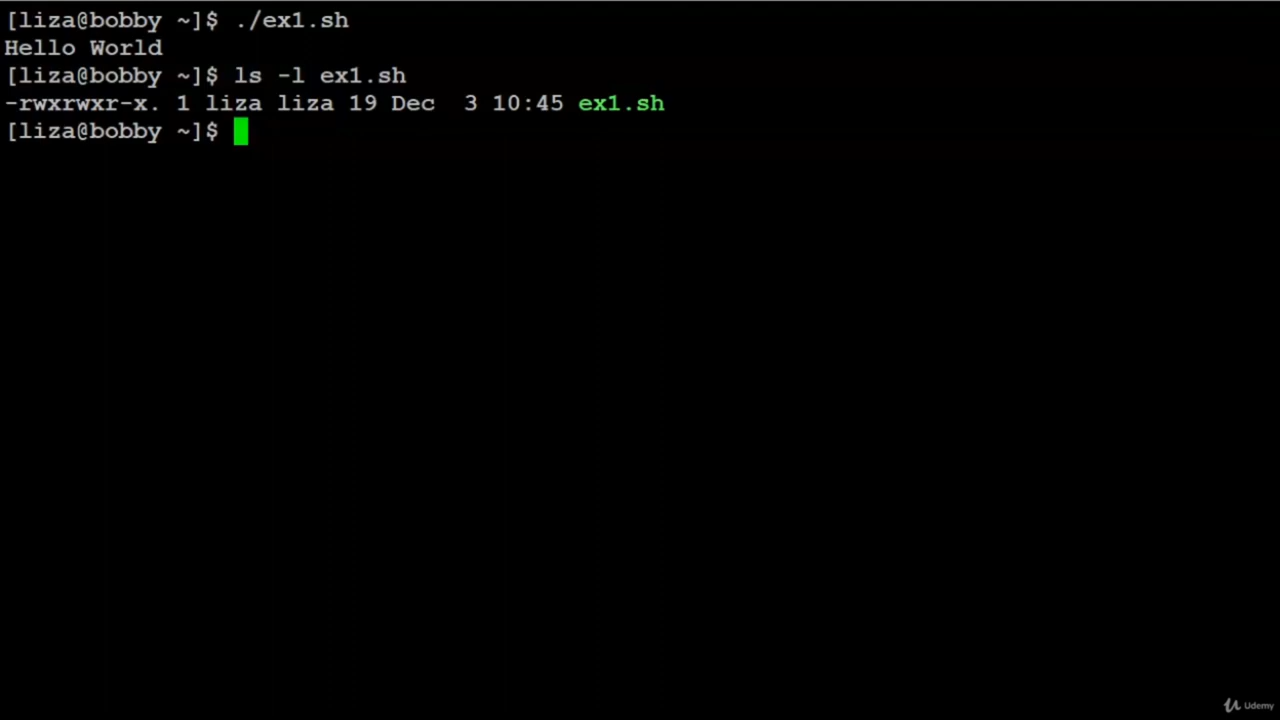 [liza@bobby ~]$ ./ex1.sh
Hello World
[liza@bobby ~]$ ls -l ex1.sh
-rwxrwxr-x. 1 liza liza 19 Dec  3 10:45 ex1.sh
[liza@bobby ~]$
Udemy